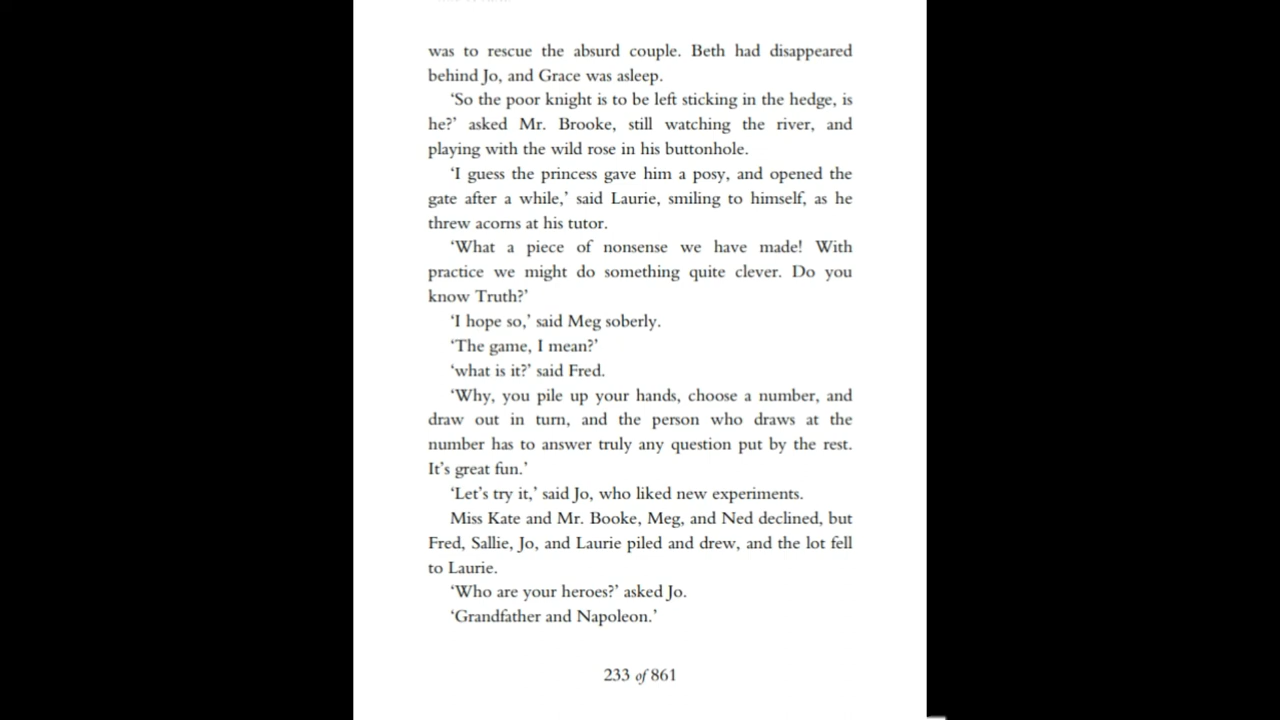 was to rescue the absurd couple. Beth had disappeared
behind Jo, and Grace was asleep.
‘So the poor knight is to be left sticking in the hedge, is
he?’ asked Mr. Brooke, still watching the river, and
playing with the wild rose in his buttonhole.
‘I guess the princess gave him a posy, and opened the
gate after a while,’ said Laurie, smiling to himself, as he
threw acorns at his tutor.
‘What a piece of nonsense we have made! With
practice we might do something quite clever. Do you
know Truth?’
‘I hope so,’ said Meg soberly.
‘The game, I mean?’
‘what is it?’ said Fred.
‘Why, you pile up your hands, choose a number, and
draw out in turn, and the person who draws at the
number has to answer truly any question put by the rest.
It’s great fun.’
‘Let’s try it,’ said Jo, who liked new experiments.
Miss Kate and Mr. Booke, Meg, and Ned declined, but
Fred, Sallie, Jo, and Laurie piled and drew, and the lot fell
to Laurie.
‘Who are your heroes?’ asked Jo.
‘Grandfather and Napoleon.’
233 of 861